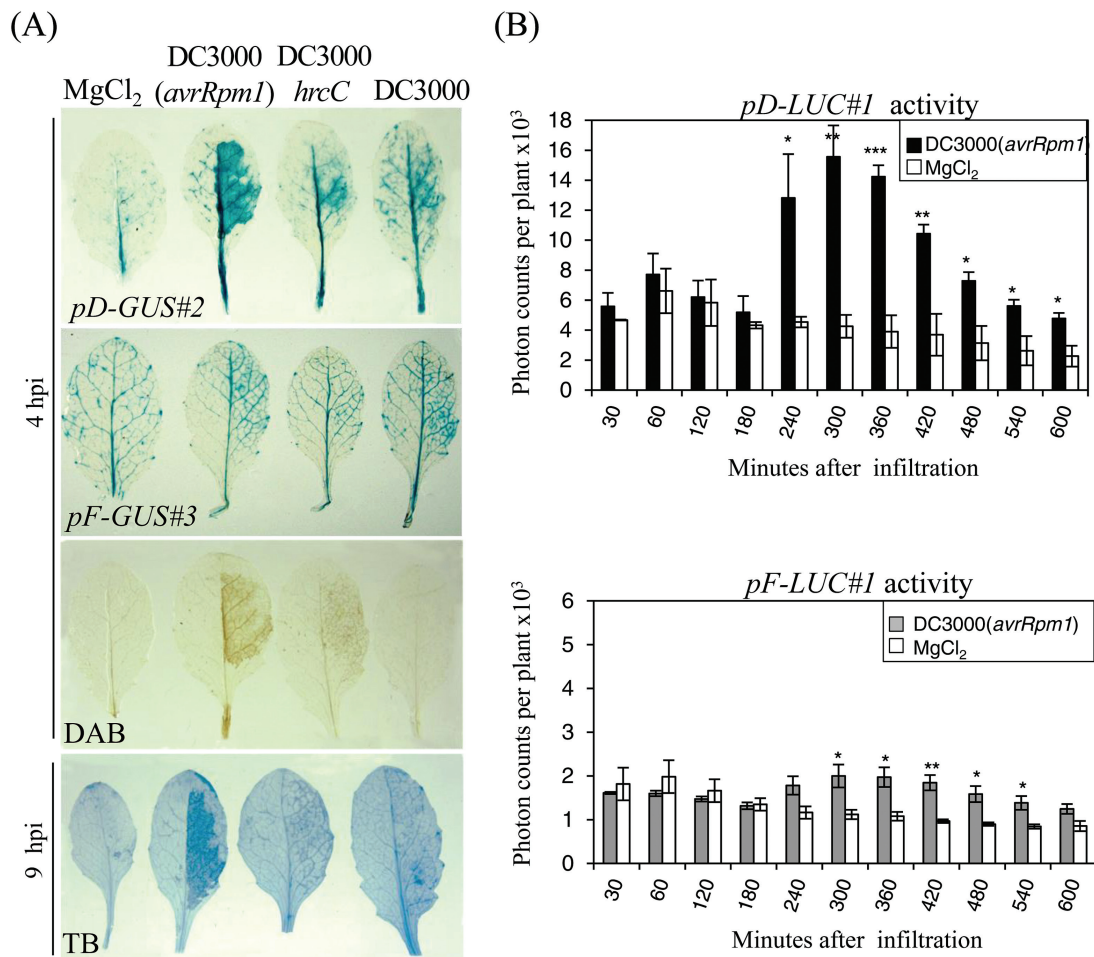 (A)
MgCl₂
DC3000
(avrRpm1)
DC3000
hrcC
DC3000
4 hpi
pD-GUS#2
pF-GUS#3
DAB
9 hpi
TB
(B)
pD-LUC#1 activity
Photon counts per plant x10³
18
16
14
12
10
8
6
4
2
0
DC3000(avrRpm1)
MgCl₂
* ** *** ** * * *
30 60 120 180 240 300 360 420 480 540 600
Minutes after infiltration
pF-LUC#1 activity
Photon counts per plant x10³
6
5
4
3
2
1
0
DC3000(avrRpm1)
MgCl₂
* * ** * *
30 60 120 180 240 300 360 420 480 540 600
Minutes after infiltration